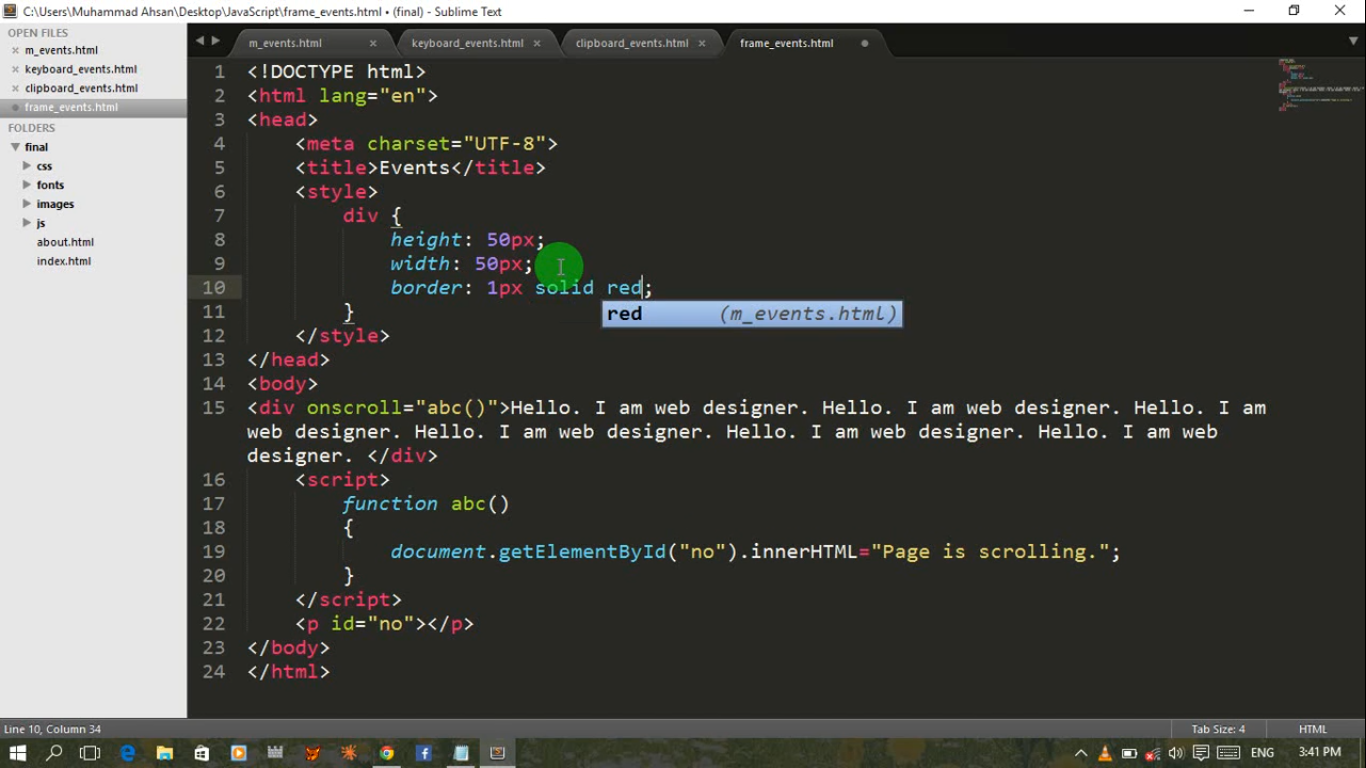 C:\Users\Muhammad Ahsan\Desktop\JavaScript\frame_events.html • (final) - Sublime Text
OPEN FILES
m_events.html
keyboard_events.html
clipboard_events.html
frame_events.html
FOLDERS
final
css
fonts
images
js
about.html
index.html
m_events.html
keyboard_events.html
clipboard_events.html
frame_events.html
1 <!DOCTYPE html>
2 <html lang="en">
3 <head>
4 <meta charset="UTF-8">
5 <title>Events</title>
6 <style>
7 div {
8 height: 50px;
9 width: 50px;
10 border: 1px solid red;
red (m_events.html)
11 }
12 </style>
13 </head>
14 <body>
15 <div onscroll="abc()">Hello. I am web designer. Hello. I am web designer. Hello. I am
web designer. Hello. I am web designer. Hello. I am web designer. Hello. I am web
designer. </div>
16 <script>
17 function abc()
18 {
19 document.getElementById("no").innerHTML="Page is scrolling.";
20 }
21 </script>
22 <p id="no"></p>
23 </body>
24 </html>
Line 10, Column 34
Tab Size: 4
HTML
ENG
3:41 PM